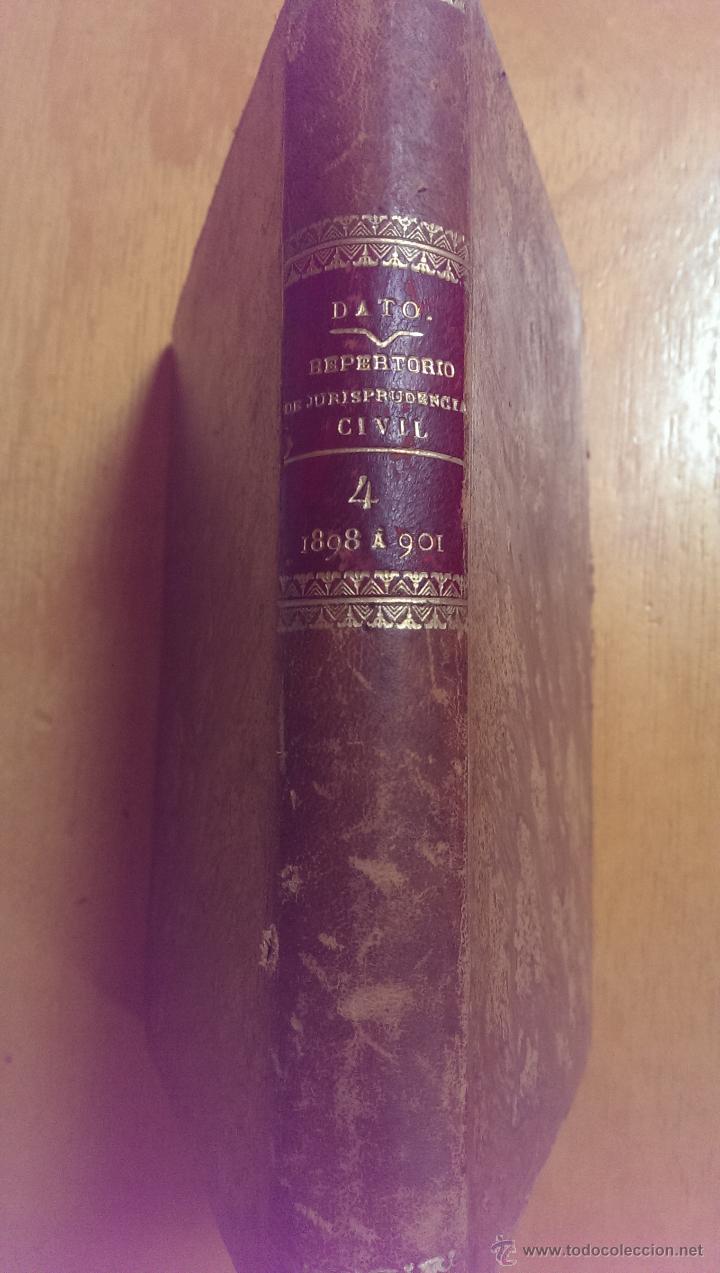 DATO.
REPERTORIO
DE JURISPRUDENCIA
CIVIL
4
1898 Á 901
www.todocoleccion.net